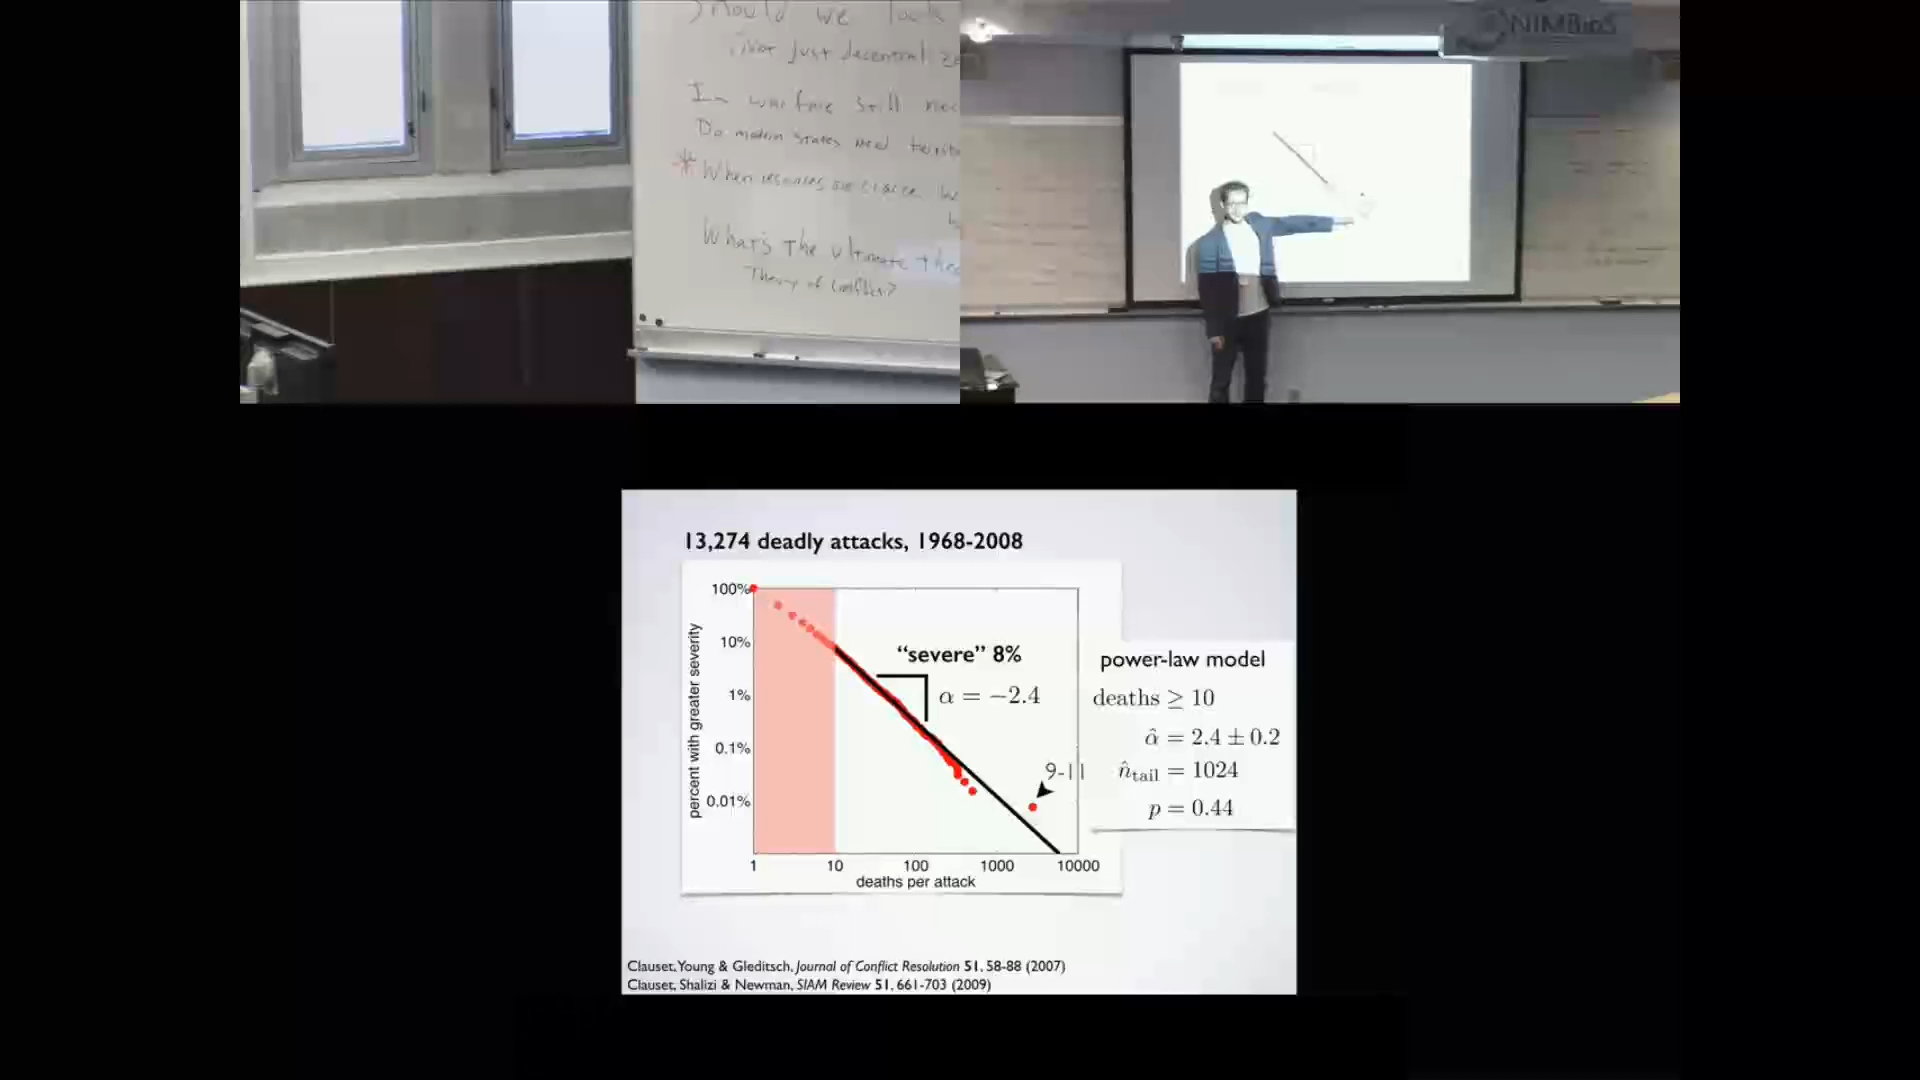 Should we
Not just decentral
In warfare still
Do modern states need
* When resources are scarce
What's the ultimate
Theory of Conflict?
NIMBioS
13,274 deadly attacks, 1968-2008
percent with greater severity
100%
10%
1%
0.1%
0.01%
"severe" 8%
α = −2.4
9-11
1
10
100
1000
10000
deaths per attack
power-law model
deaths ≥ 10
α̂ = 2.4 ± 0.2
n̂tail = 1024
p = 0.44
Clauset, Young & Gleditsch, Journal of Conflict Resolution 51, 58-88 (2007)
Clauset, Shalizi & Newman, SIAM Review 51, 661-703 (2009)